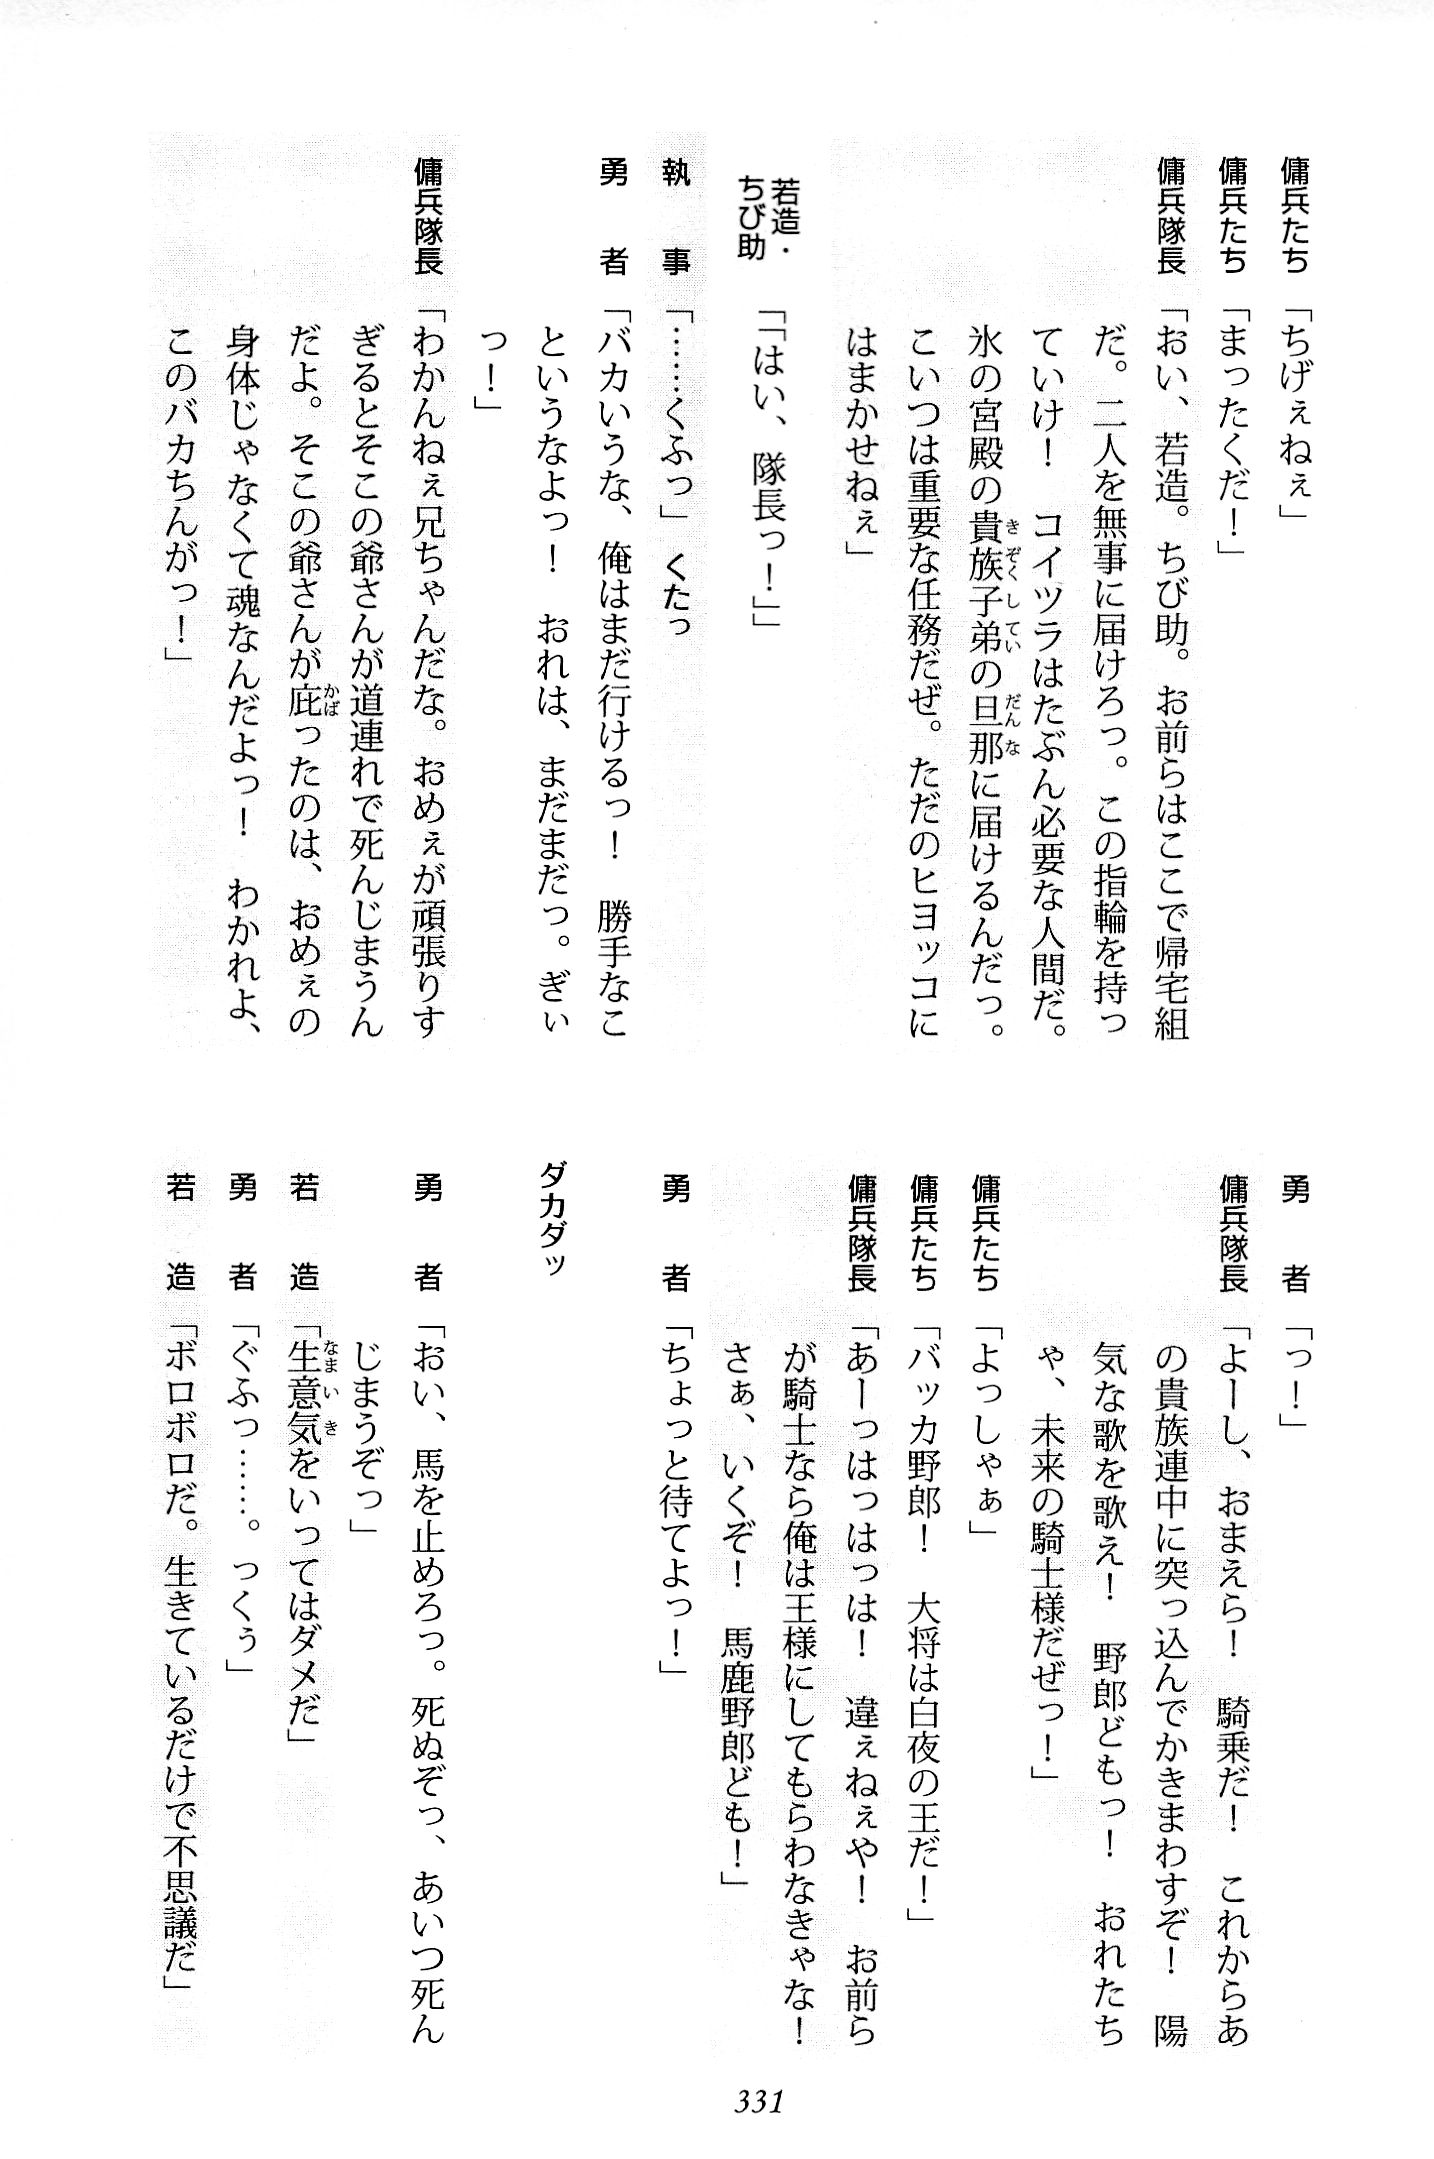 傭兵たち「ちげぇねぇ」
傭兵たち「まったくだ！」
傭兵隊長「おい、若造。ちび助。お前らはここで帰宅組
だ。二人を無事に届けろっ。この指輪を持っ
ていけ！　コイツラはたぶん必要な人間だ。
氷の宮殿の貴族子弟の旦那に届けるんだっ。
こいつは重要な任務だぜ。ただのヒヨッコに
はまかせねぇ」
若造・
ちび助「「はい、隊長っ！」」
執　事「……くふっ」くたっ
勇　者「バカいうな、俺はまだ行けるっ！　勝手なこ
というなよっ！　おれは、まだまだっ。ぎぃ
っ！」
傭兵隊長「わかんねぇ兄ちゃんだな。おめぇが頑張りす
ぎるとそこの爺さんが道連れで死んじまうん
だよ。そこの爺さんが庇ったのは、おめぇの
身体じゃなくて魂なんだよっ！　わかれよ、
このバカちんがっ！」
勇　者「っ！」
傭兵隊長「よーし、おまえら！　騎乗だ！　これからあ
の貴族連中に突っ込んでかきまわすぞ！　陽
気な歌を歌え！　野郎どもっ！　おれたち
ゃ、未来の騎士様だぜっ！」
傭兵たち「よっしゃぁ」
傭兵たち「バッカ野郎！　大将は白夜の王だ！」
傭兵隊長「あーっはっはっは！　違ぇねぇや！　お前ら
が騎士なら俺は王様にしてもらわなきゃな！
さぁ、いくぞ！　馬鹿野郎ども！」
勇　者「ちょっと待てよっ！」
ダカダッ
勇　者「おい、馬を止めろっ。死ぬぞっ、あいつ死ん
じまうぞっ」
若　造「生意気をいってはダメだ」
勇　者「ぐふっ……。っくぅ」
若　造「ボロボロだ。生きているだけで不思議だ」
331